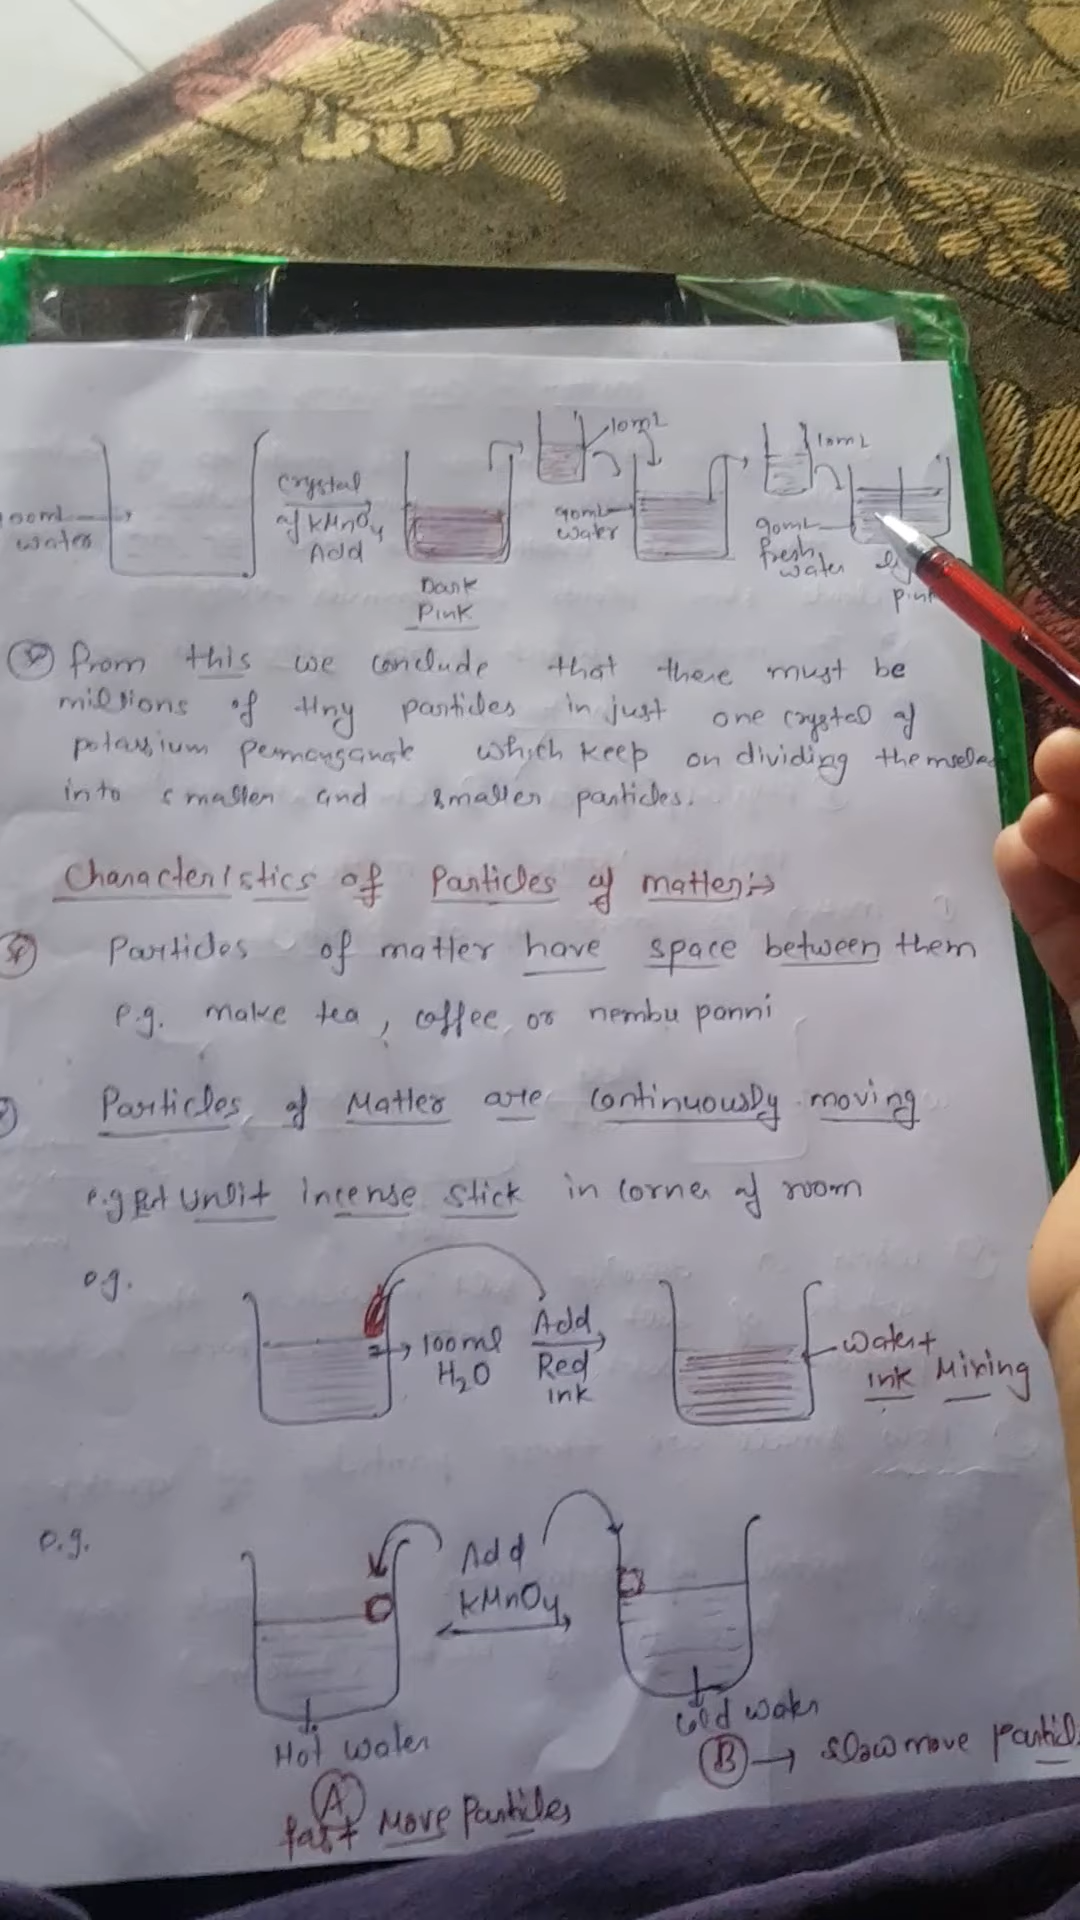 10mL
10mL
Crystal
of KMnO4
Add
water
90mL
water
90mL
fresh
water
Dark
Pink
from this we conclude that there must be
millions of tiny particles in just one crystal of
potassium permanganate which keep on dividing
into smaller and smaller particles.
Characteristics of Particles of matter:→
Particles of matter have space between them
e.g. make tea, coffee or nembu panni
Particles of Matter are continuously moving
e.g Put Unlit incense stick in corner of room
e.g.
100ml
H2O
Add
Red
ink
water+
ink Mixing
e.g.
Add
KMnO4
Hot water
Cold water
(A)
fast move Particles
(B) → slow move particl